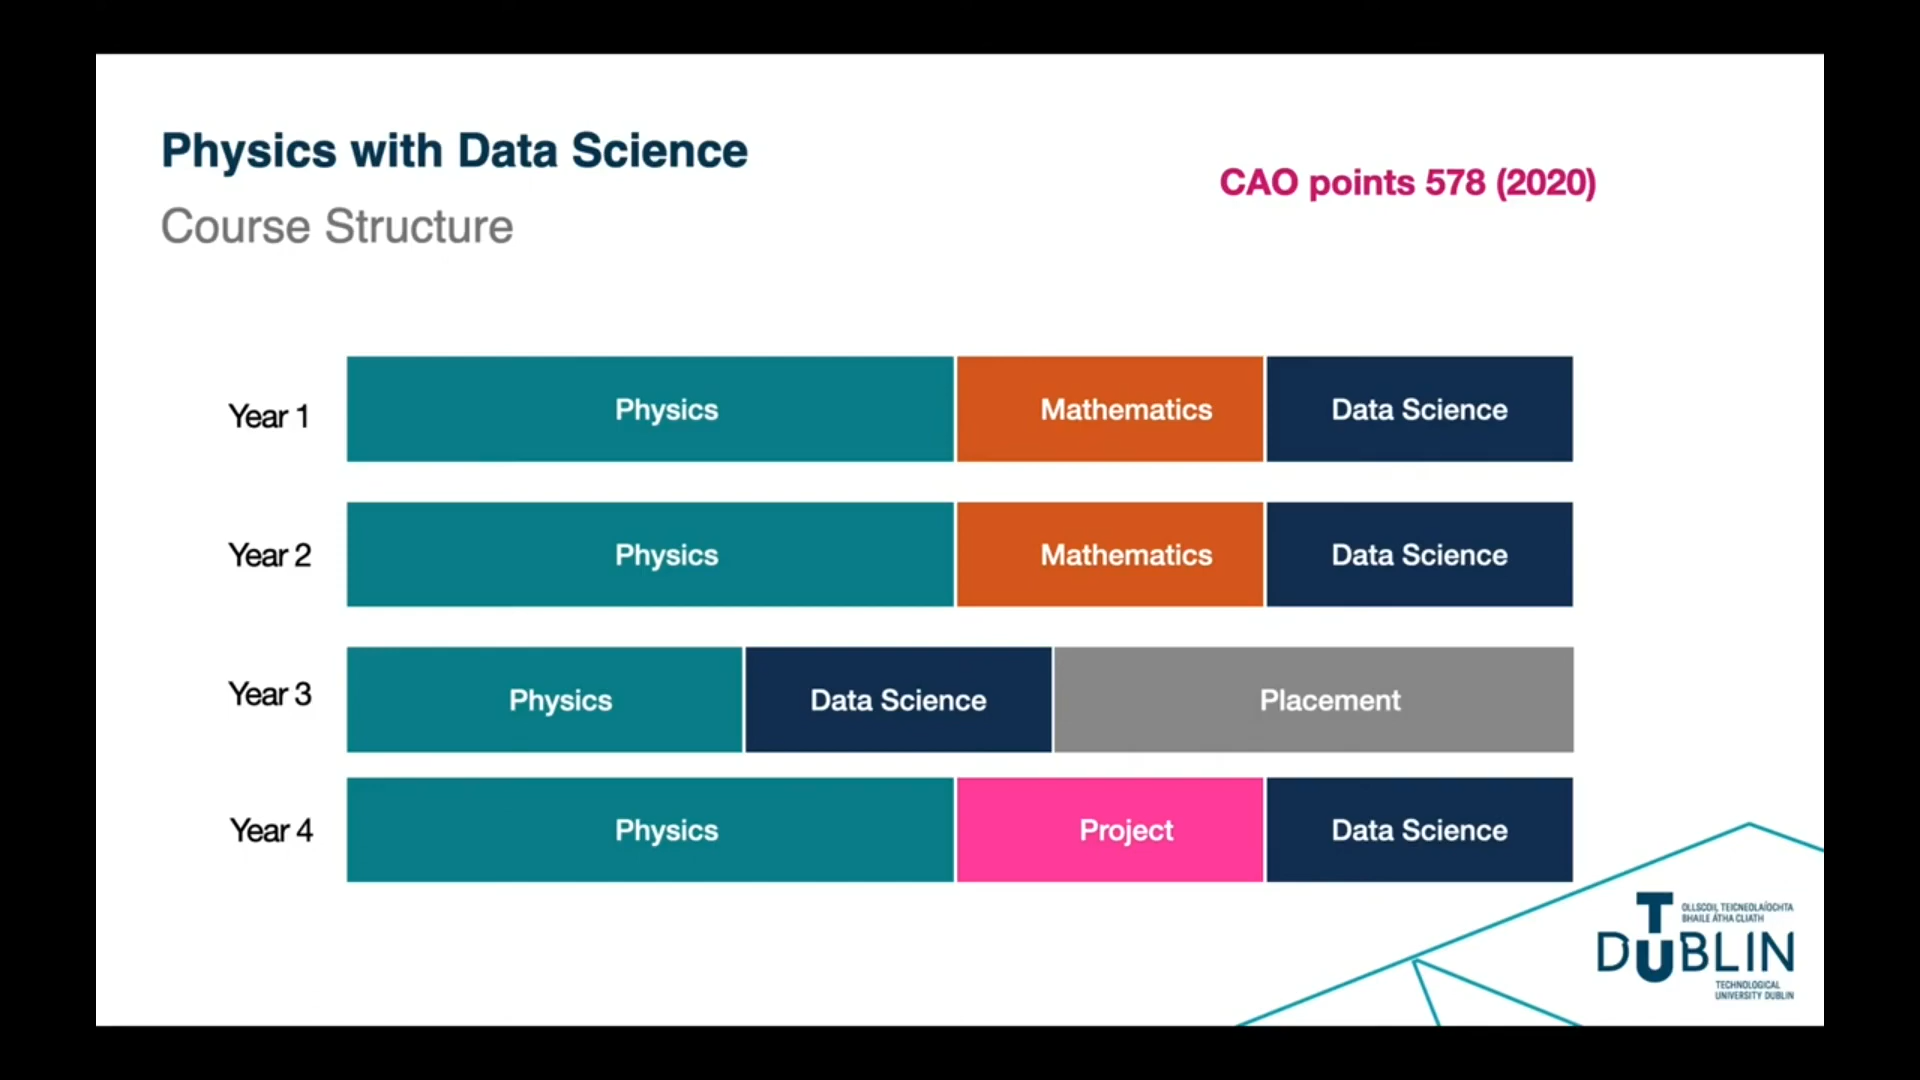 Physics with Data Science
Course Structure
CAO points 578 (2020)
Year 1
Physics
Mathematics
Data Science
Year 2
Physics
Mathematics
Data Science
Year 3
Physics
Data Science
Placement
Year 4
Physics
Project
Data Science
OLLSCOIL TEICNEOLAÍOCHTA
BHAILE ÁTHA CLIATH
TU DUBLIN
TECHNOLOGICAL
UNIVERSITY DUBLIN